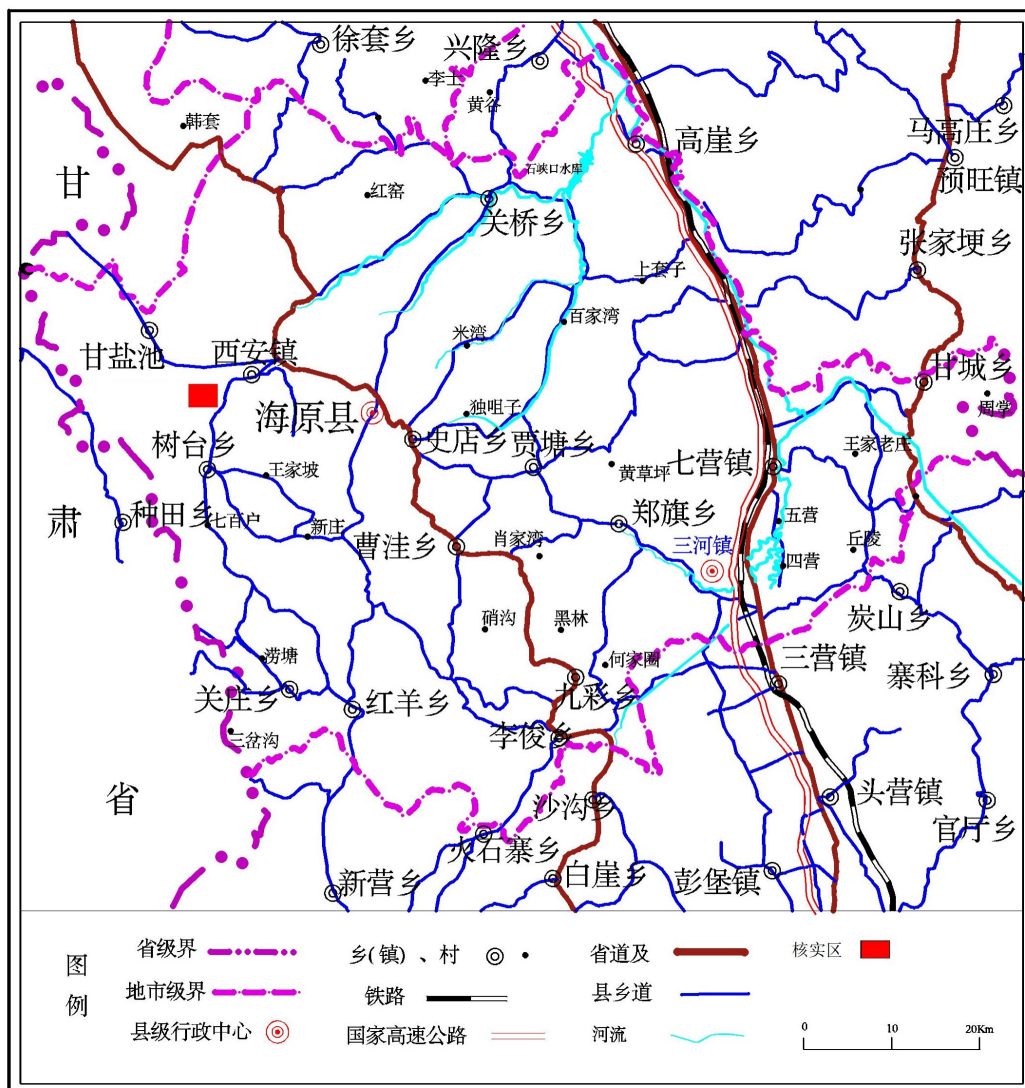 徐套乡
兴隆乡
李士
黄谷
韩套
马高庄乡
高崖乡
预旺镇
甘
石峡口水库
红窑
关桥乡
张家埂乡
上套子
百家湾
甘盐池
西安镇
米湾
甘城乡
周掌
海原县
独咀子
史店乡
贾塘乡
树台乡
王家坡
黄草坪
七营镇
王家老庄
肃
种田乡
七百户
新庄
曹洼乡
肖家湾
郑旗乡
五营
三河镇
丘陵
四营
炭山乡
硝沟
黑林
涝塘
何家圈
三营镇
寨科乡
关庄乡
红羊乡
九彩乡
三岔沟
李俊乡
省
沙沟乡
头营镇
官厅乡
火石寨乡
新营乡
白崖乡
彭堡镇
图例
省级界
乡(镇)、村
省道及
核实区
地市级界
铁路
县乡道
县级行政中心
国家高速公路
河流
0 10 20Km